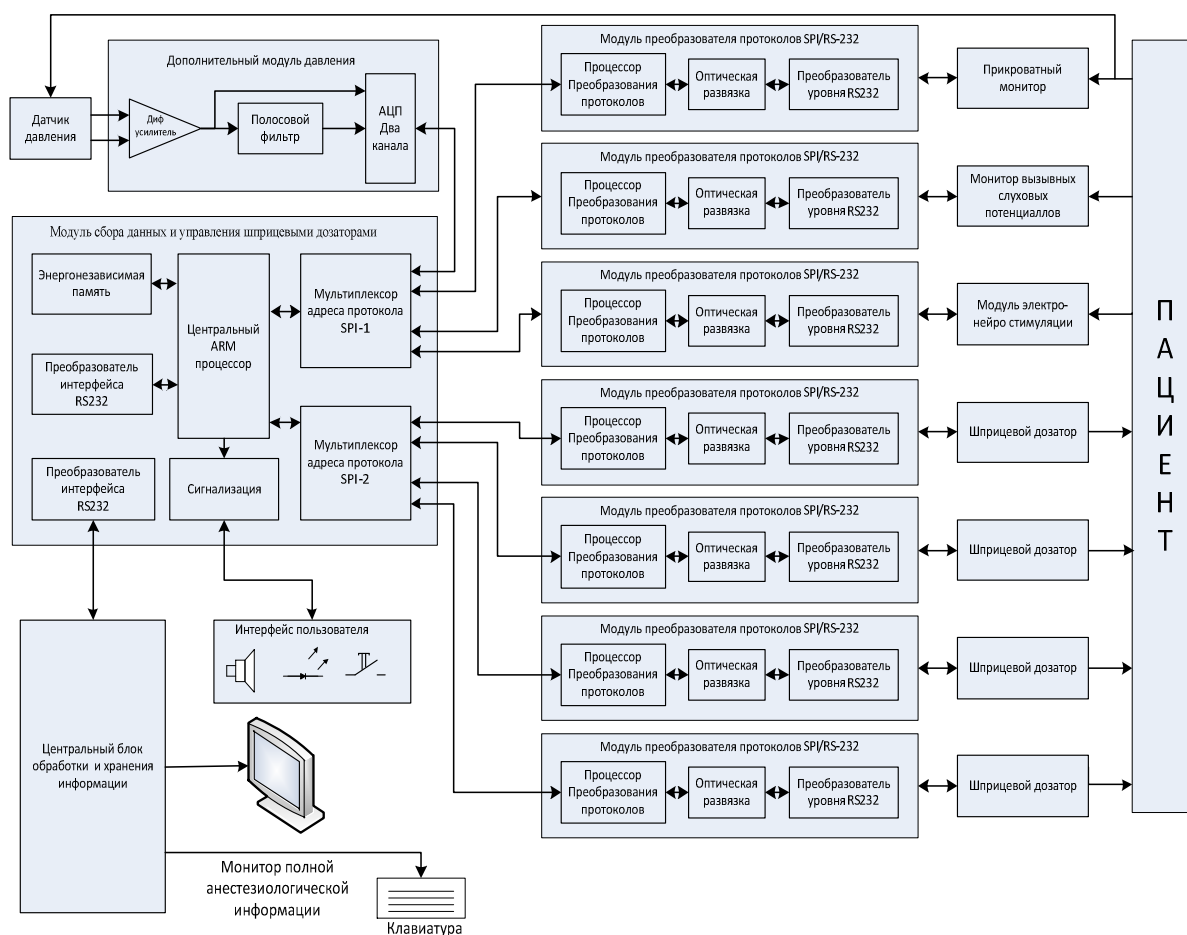 Дополнительный модуль давления
Датчик
давления
Диф
усилитель
Полосовой
фильтр
АЦП
Два
канала
Модуль сбора данных и управления шприцевыми дозаторами
Энергонезависимая
память
Центральный
ARM
процессор
Мультиплексор
адреса протокола
SPI-1
Преобразователь
интерфейса
RS232
Мультиплексор
адреса протокола
SPI-2
Преобразователь
интерфейса
RS232
Сигнализация
Интерфейс пользователя
Центральный блок
обработки и хранения
информации
Монитор полной
анестезиологической
информации
Клавиатура
Модуль преобразователя протоколов SPI/RS-232
Процессор
Преобразования
протоколов
Оптическая
развязка
Преобразователь
уровня RS232
Прикроватный
монитор
Модуль преобразователя протоколов SPI/RS-232
Процессор
Преобразования
протоколов
Оптическая
развязка
Преобразователь
уровня RS232
Монитор вызывных
слуховых
потенциаллов
Модуль преобразователя протоколов SPI/RS-232
Процессор
Преобразования
протоколов
Оптическая
развязка
Преобразователь
уровня RS232
Модуль электро-
нейро стимуляции
Модуль преобразователя протоколов SPI/RS-232
Процессор
Преобразования
протоколов
Оптическая
развязка
Преобразователь
уровня RS232
Шприцевой дозатор
Модуль преобразователя протоколов SPI/RS-232
Процессор
Преобразования
протоколов
Оптическая
развязка
Преобразователь
уровня RS232
Шприцевой дозатор
Модуль преобразователя протоколов SPI/RS-232
Процессор
Преобразования
протоколов
Оптическая
развязка
Преобразователь
уровня RS232
Шприцевой дозатор
Модуль преобразователя протоколов SPI/RS-232
Процессор
Преобразования
протоколов
Оптическая
развязка
Преобразователь
уровня RS232
Шприцевой дозатор
ПАЦИЕНТ